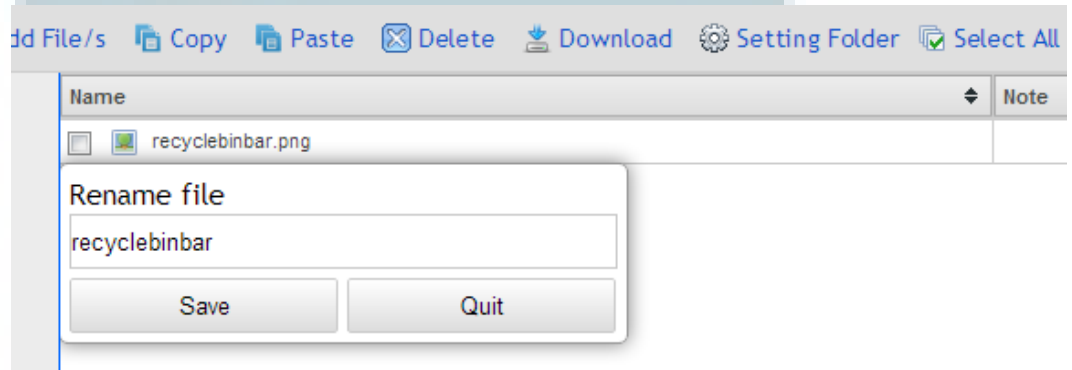 dd File/s Copy Paste Delete Download Setting Folder Select All
Name Note
recyclebinbar.png
Rename file
recyclebinbar
Save Quit